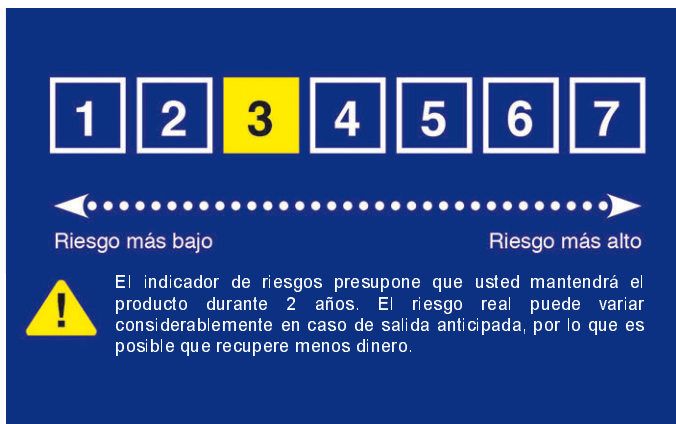 1 2 3 4 5 6 7
Riesgo más bajo Riesgo más alto
El indicador de riesgos presupone que usted mantendrá el
producto durante 2 años. El riesgo real puede variar
considerablemente en caso de salida anticipada, por lo que es
posible que recupere menos dinero.